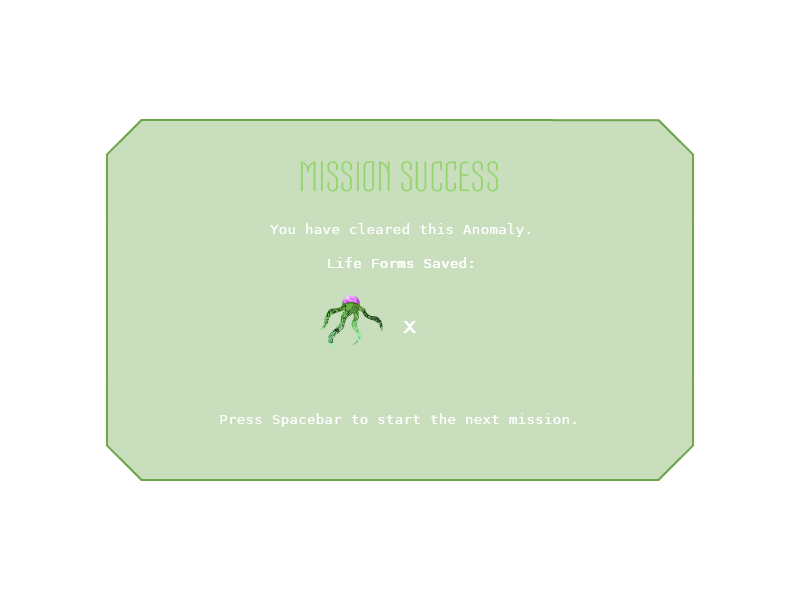 MISSION SUCCESS
You have cleared this Anomaly.
Life Forms Saved:
x
Press Spacebar to start the next mission.